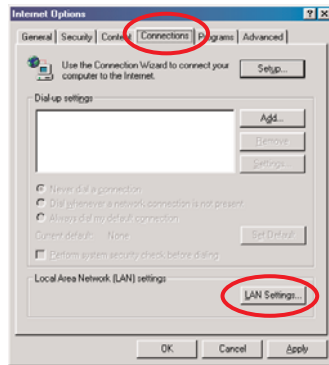 Internet Options
General Security Content Connections Programs Advanced
Use the Connection Wizard to connect your
computer to the Internet.
Setup...
Dial-up settings
Add...
Remove
Settings...
Never dial a connection
Dial whenever a network connection is not present
Always dial my default connection
Current default: None
Set Default
Perform system security check before dialing
Local Area Network (LAN) settings
LAN Settings...
OK Cancel Apply